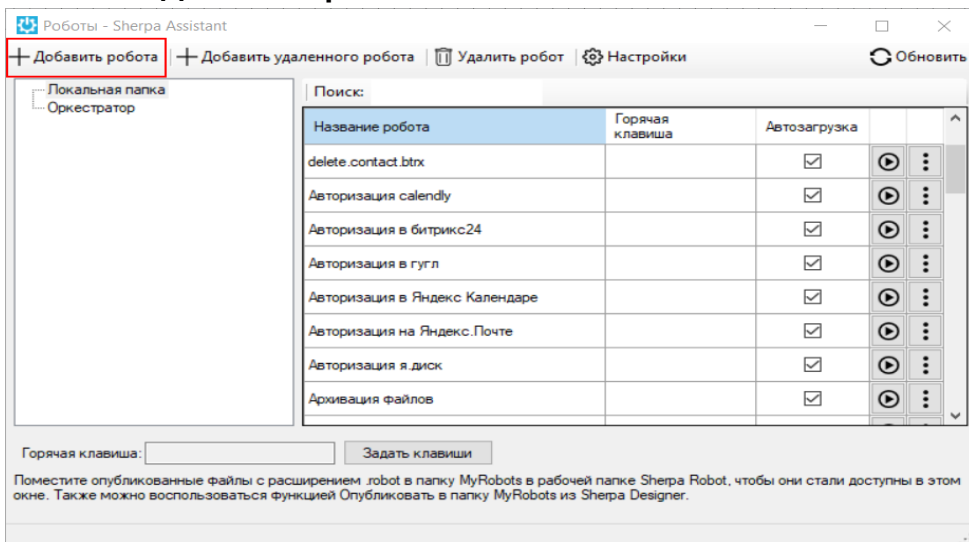 Роботы - Sherpa Assistant
Добавить робота Добавить удаленного робота Удалить робот Настройки Обновить
Локальная папка
Оркестратор
Поиск:
Название робота Горячая клавиша Автозагрузка
delete.contact.btrx
Авторизация calendly
Авторизация в битрикс24
Авторизация в гугл
Авторизация в Яндекс Календаре
Авторизация на Яндекс.Почте
Авторизация я.диск
Архивация файлов
Горячая клавиша: Задать клавиши
Поместите опубликованные файлы с расширением .robot в папку MyRobots в рабочей папке Sherpa Robot, чтобы они стали доступны в этом
окне. Также можно воспользоваться функцией Опубликовать в папку MyRobots из Sherpa Designer.